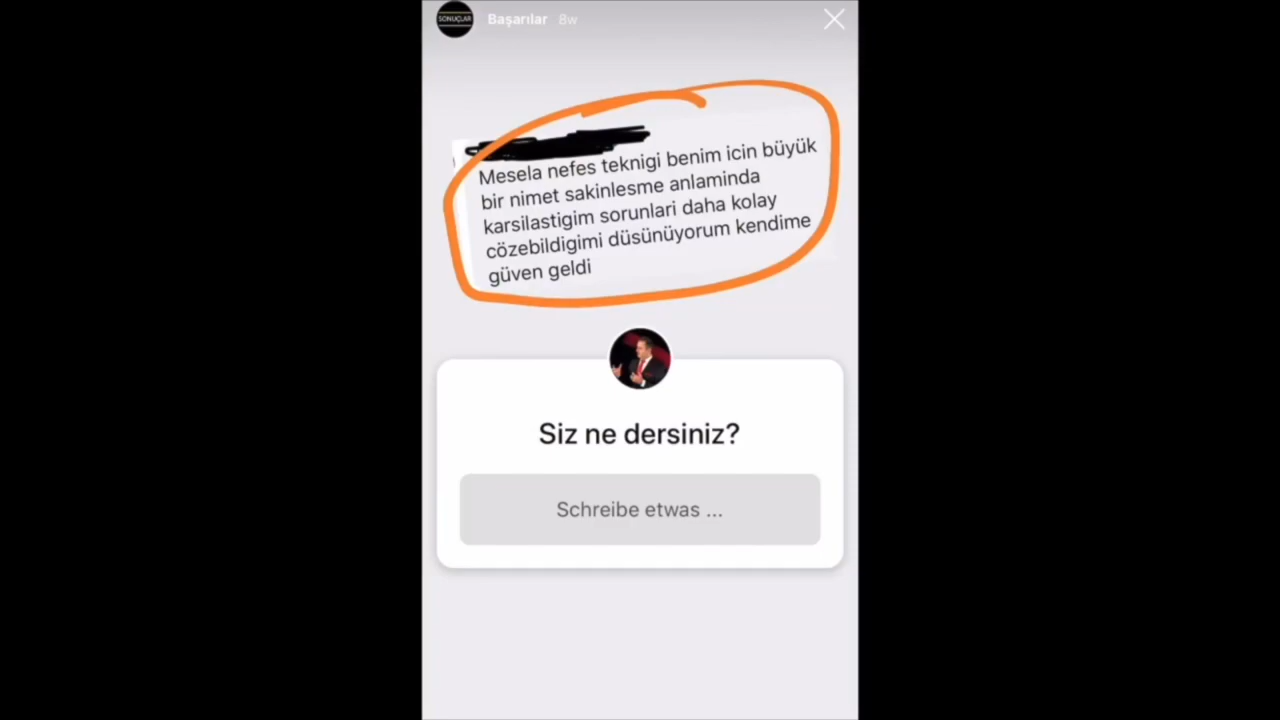 SONUÇLAR
Başarılar 8w
Mesela nefes teknigi benim icin büyük
bir nimet sakinlesme anlaminda
karsilastigim sorunlari daha kolay
cözebildigimi düsünüyorum kendime
güven geldi
Siz ne dersiniz?
Schreibe etwas ...